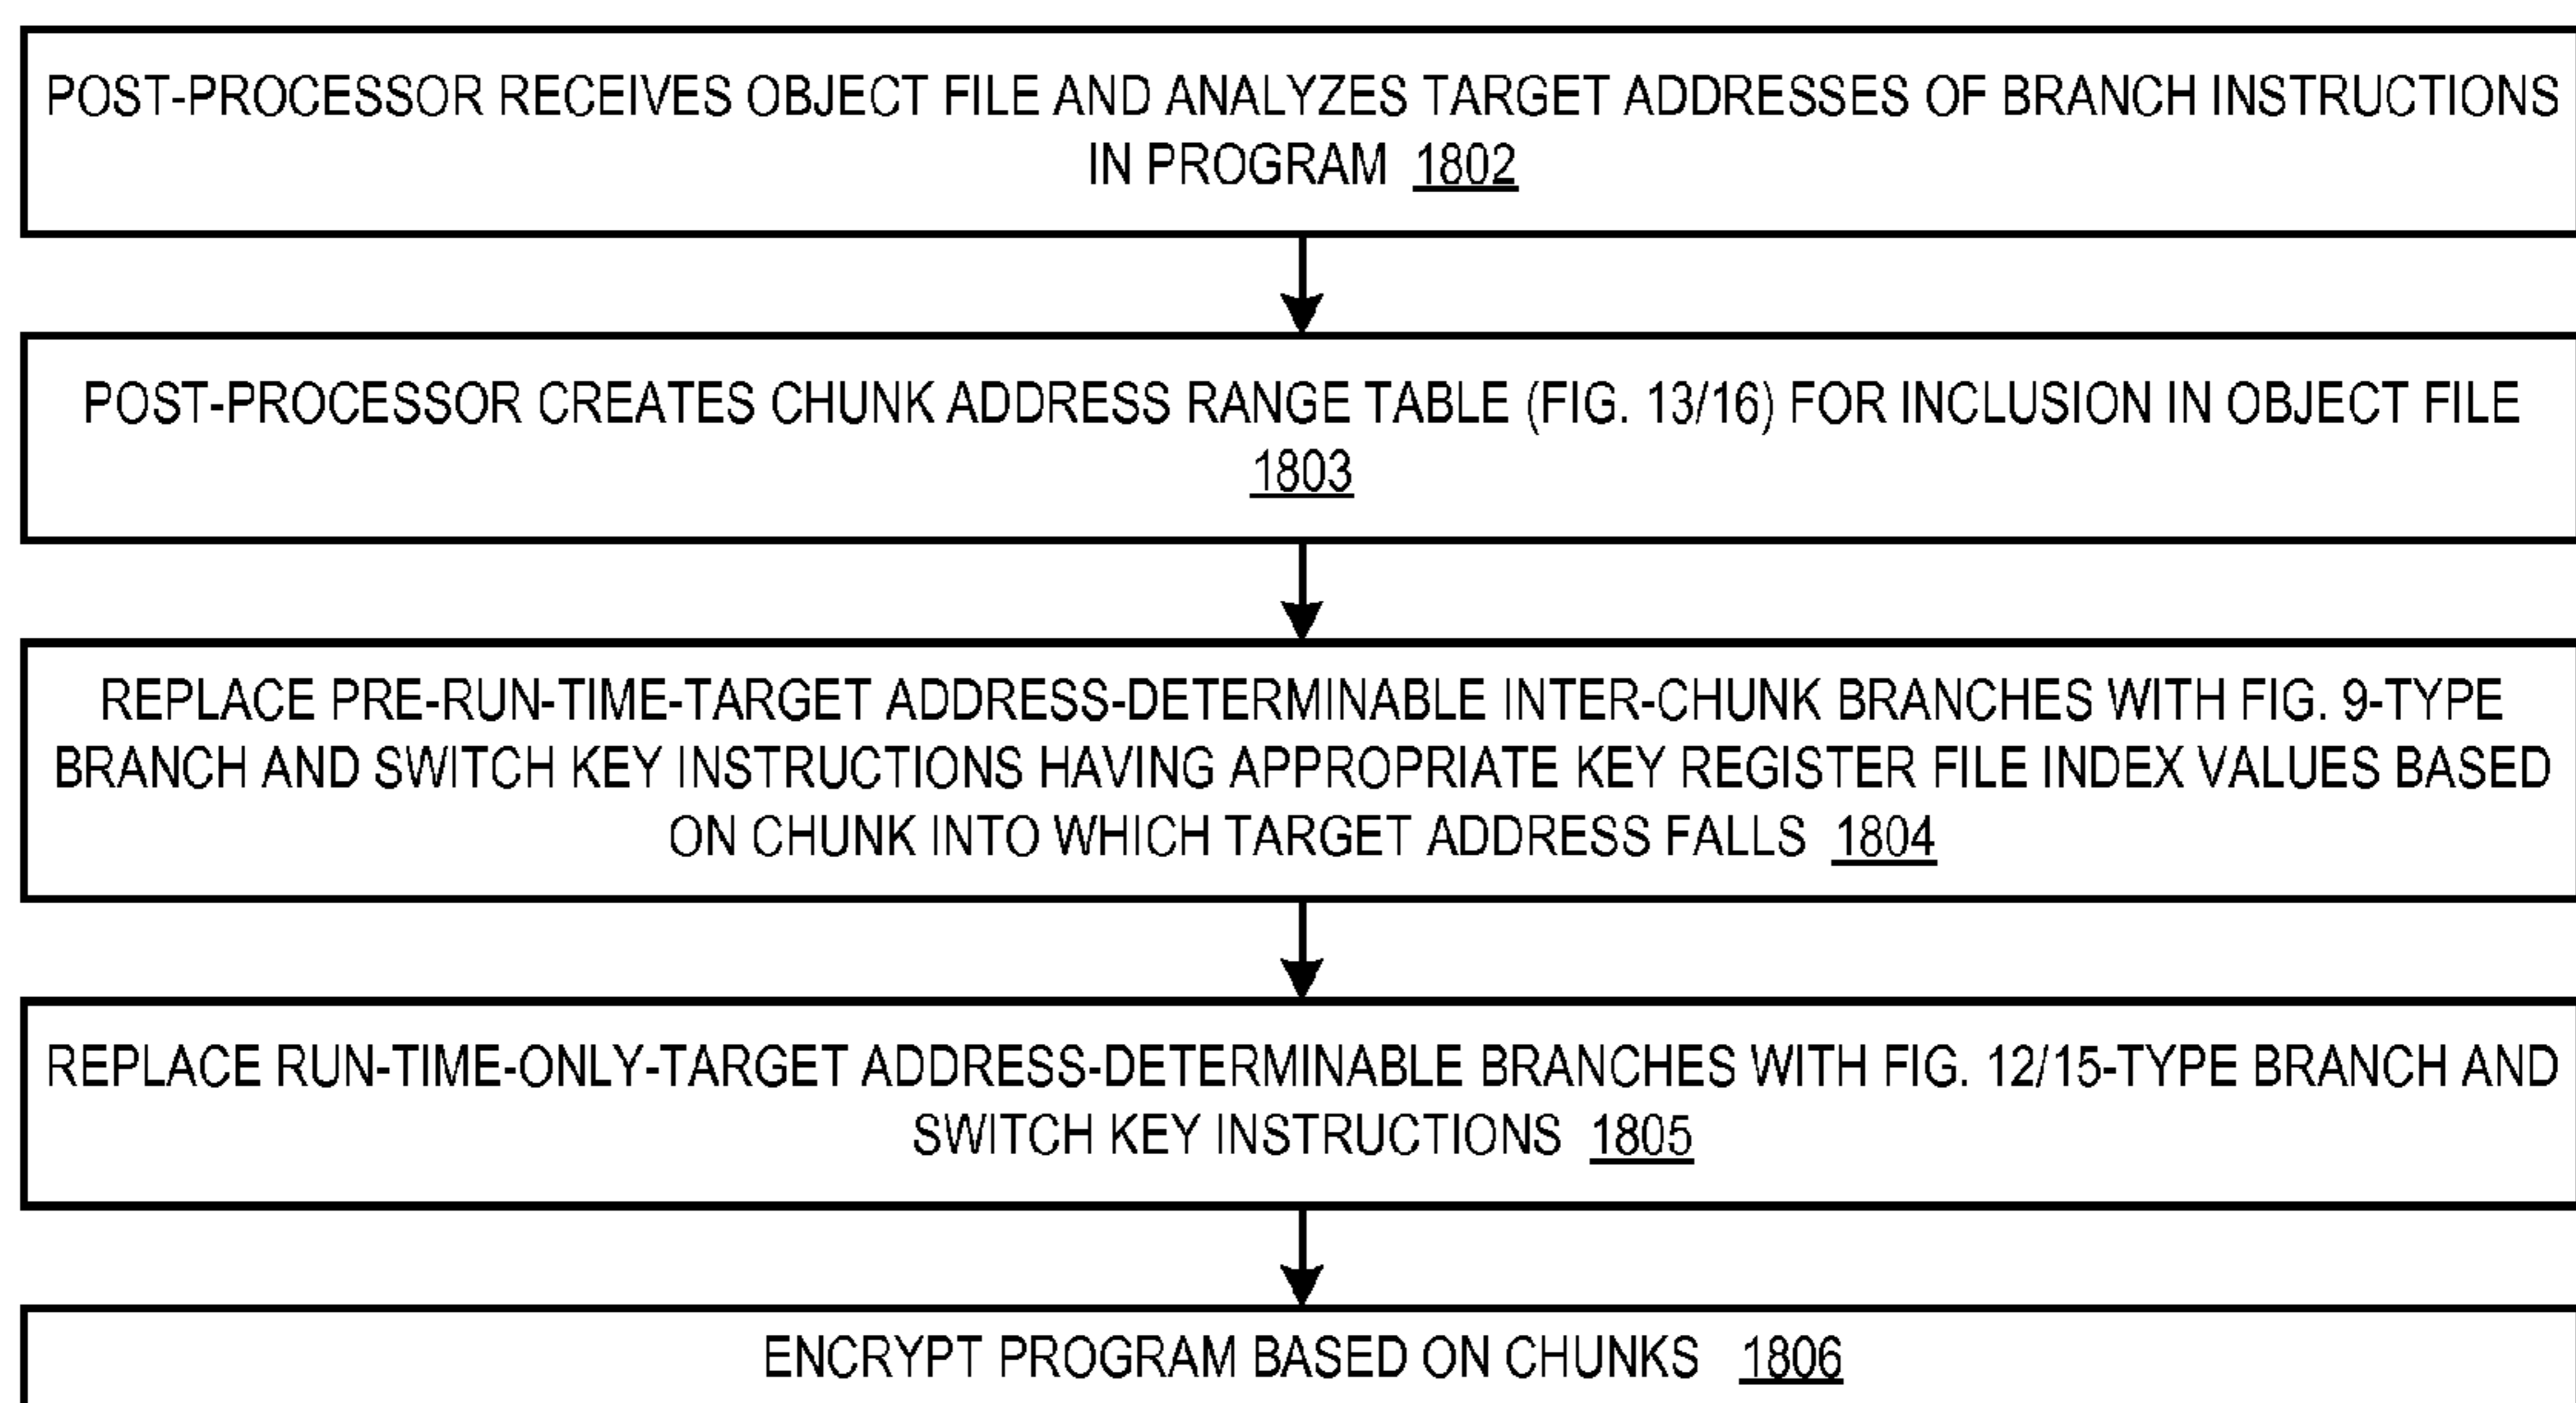 POST-PROCESSOR RECEIVES OBJECT FILE AND ANALYZES TARGET ADDRESSES OF BRANCH INSTRUCTIONS
IN PROGRAM 1802
POST-PROCESSOR CREATES CHUNK ADDRESS RANGE TABLE (FIG. 13/16) FOR INCLUSION IN OBJECT FILE
1803
REPLACE PRE-RUN-TIME-TARGET ADDRESS-DETERMINABLE INTER-CHUNK BRANCHES WITH FIG. 9-TYPE
BRANCH AND SWITCH KEY INSTRUCTIONS HAVING APPROPRIATE KEY REGISTER FILE INDEX VALUES BASED
ON CHUNK INTO WHICH TARGET ADDRESS FALLS 1804
REPLACE RUN-TIME-ONLY-TARGET ADDRESS-DETERMINABLE BRANCHES WITH FIG. 12/15-TYPE BRANCH AND
SWITCH KEY INSTRUCTIONS 1805
ENCRYPT PROGRAM BASED ON CHUNKS 1806